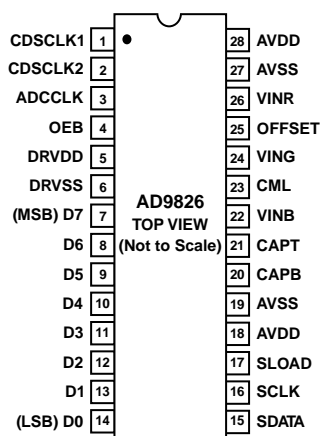 CDSCLK1 1 28 AVDD
CDSCLK2 2 27 AVSS
ADCCLK 3 26 VINR
OEB 4 25 OFFSET
DRVDD 5 24 VING
DRVSS 6 23 CML
(MSB) D7 7 22 VINB
D6 8 21 CAPT
D5 9 20 CAPB
D4 10 19 AVSS
D3 11 18 AVDD
D2 12 17 SLOAD
D1 13 16 SCLK
(LSB) D0 14 15 SDATA
AD9826
TOP VIEW
(Not to Scale)